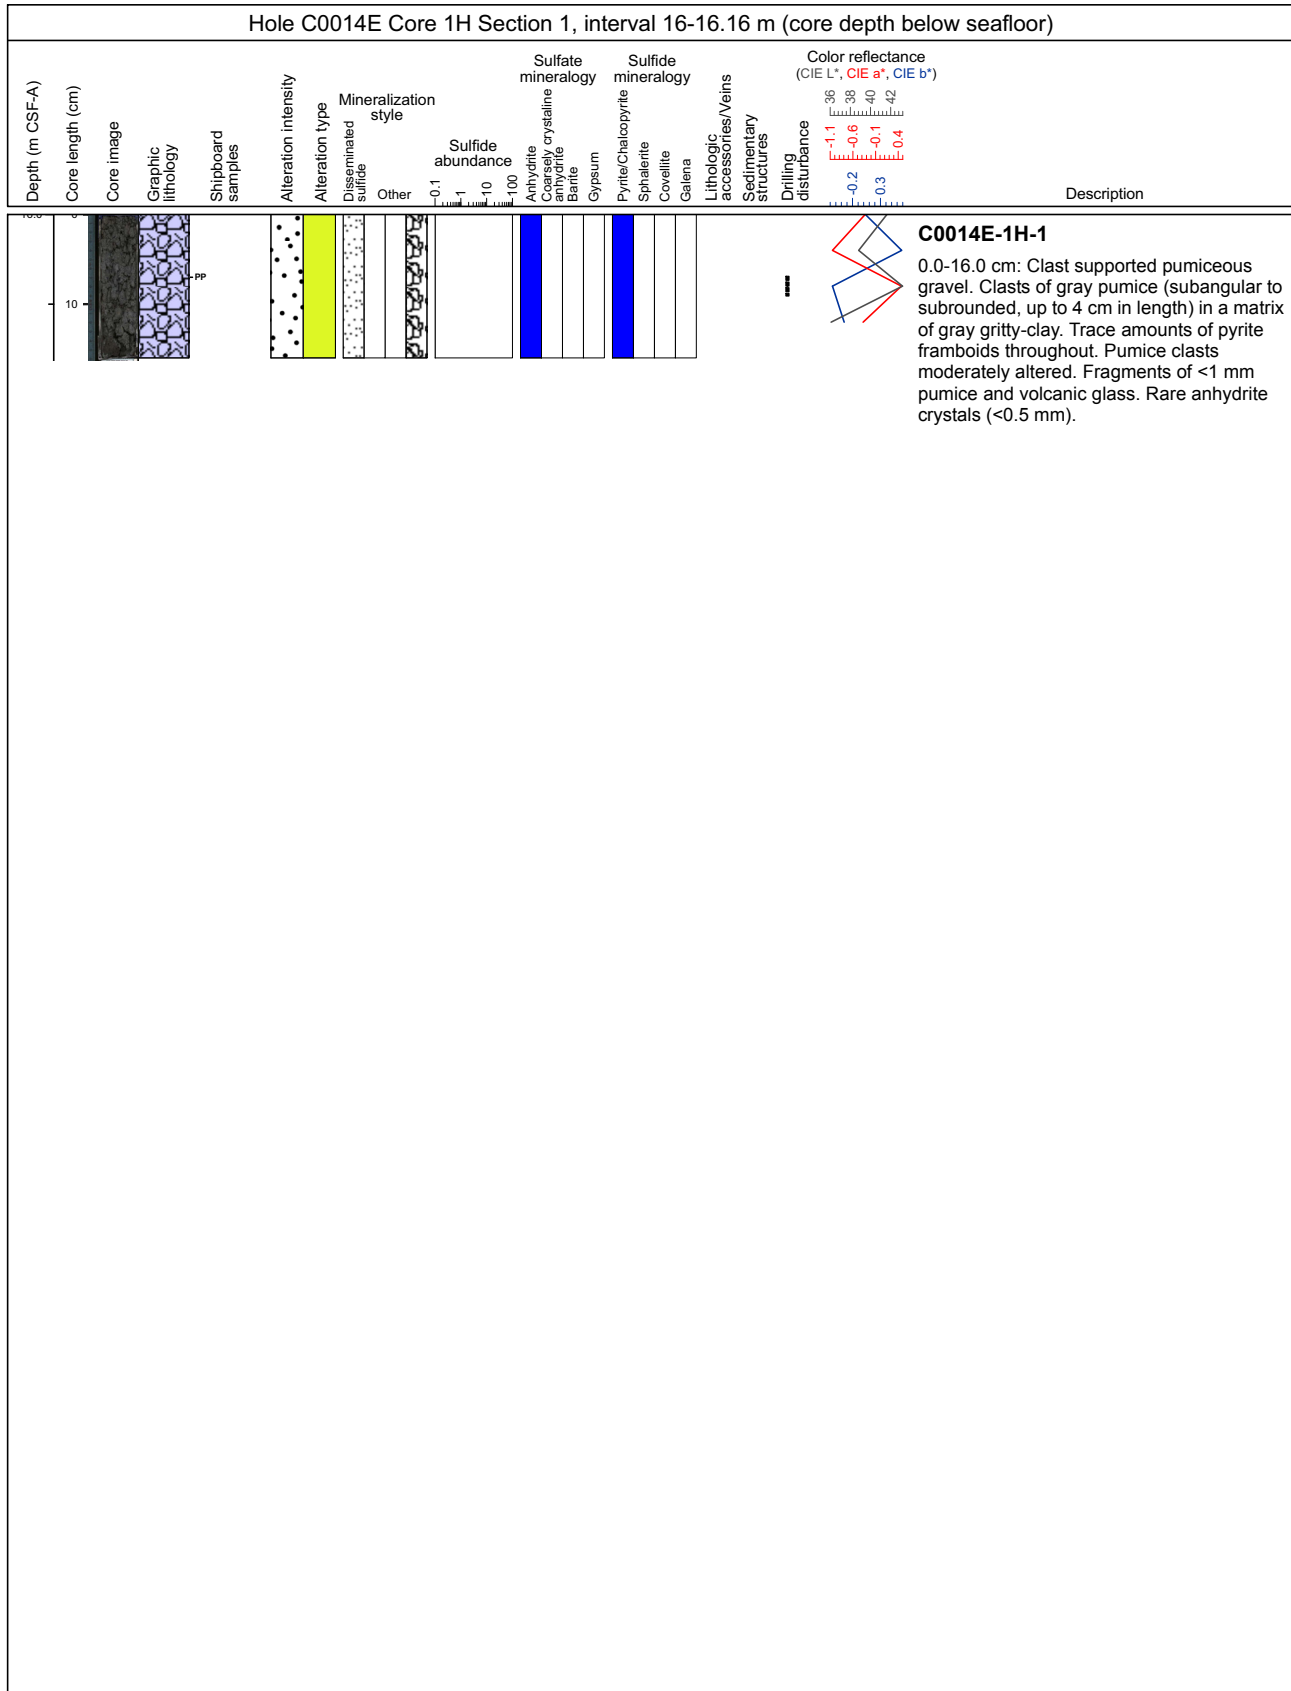 Hole C0014E Core 1H Section 1, interval 16-16.16 m (core depth below seafloor)
Depth (m CSF-A)
Core length (cm)
Core image
Graphic
lithology
Shipboard
samples
Alteration intensity
Alteration type
Mineralization
style
Disseminated
sulfide
Other
Sulfide
abundance
0.1
1
10
100
Sulfate
mineralogy
Anhydrite
Coarsely crystaline
anhydrite
Barite
Gypsum
Sulfide
mineralogy
Pyrite/Chalcopyrite
Sphalerite
Covellite
Galena
Lithologic
accessories/Veins
Sedimentary
structures
Drilling
disturbance
Color reflectance
(CIE L*, CIE a*, CIE b*)
36
38
40
42
-1.1
-0.6
-0.1
0.4
-0.2
0.3
Description
PP
10
C0014E-1H-1
0.0-16.0 cm: Clast supported pumiceous
gravel. Clasts of gray pumice (subangular to
subrounded, up to 4 cm in length) in a matrix
of gray gritty-clay. Trace amounts of pyrite
framboids throughout. Pumice clasts
moderately altered. Fragments of <1 mm
pumice and volcanic glass. Rare anhydrite
crystals (<0.5 mm).